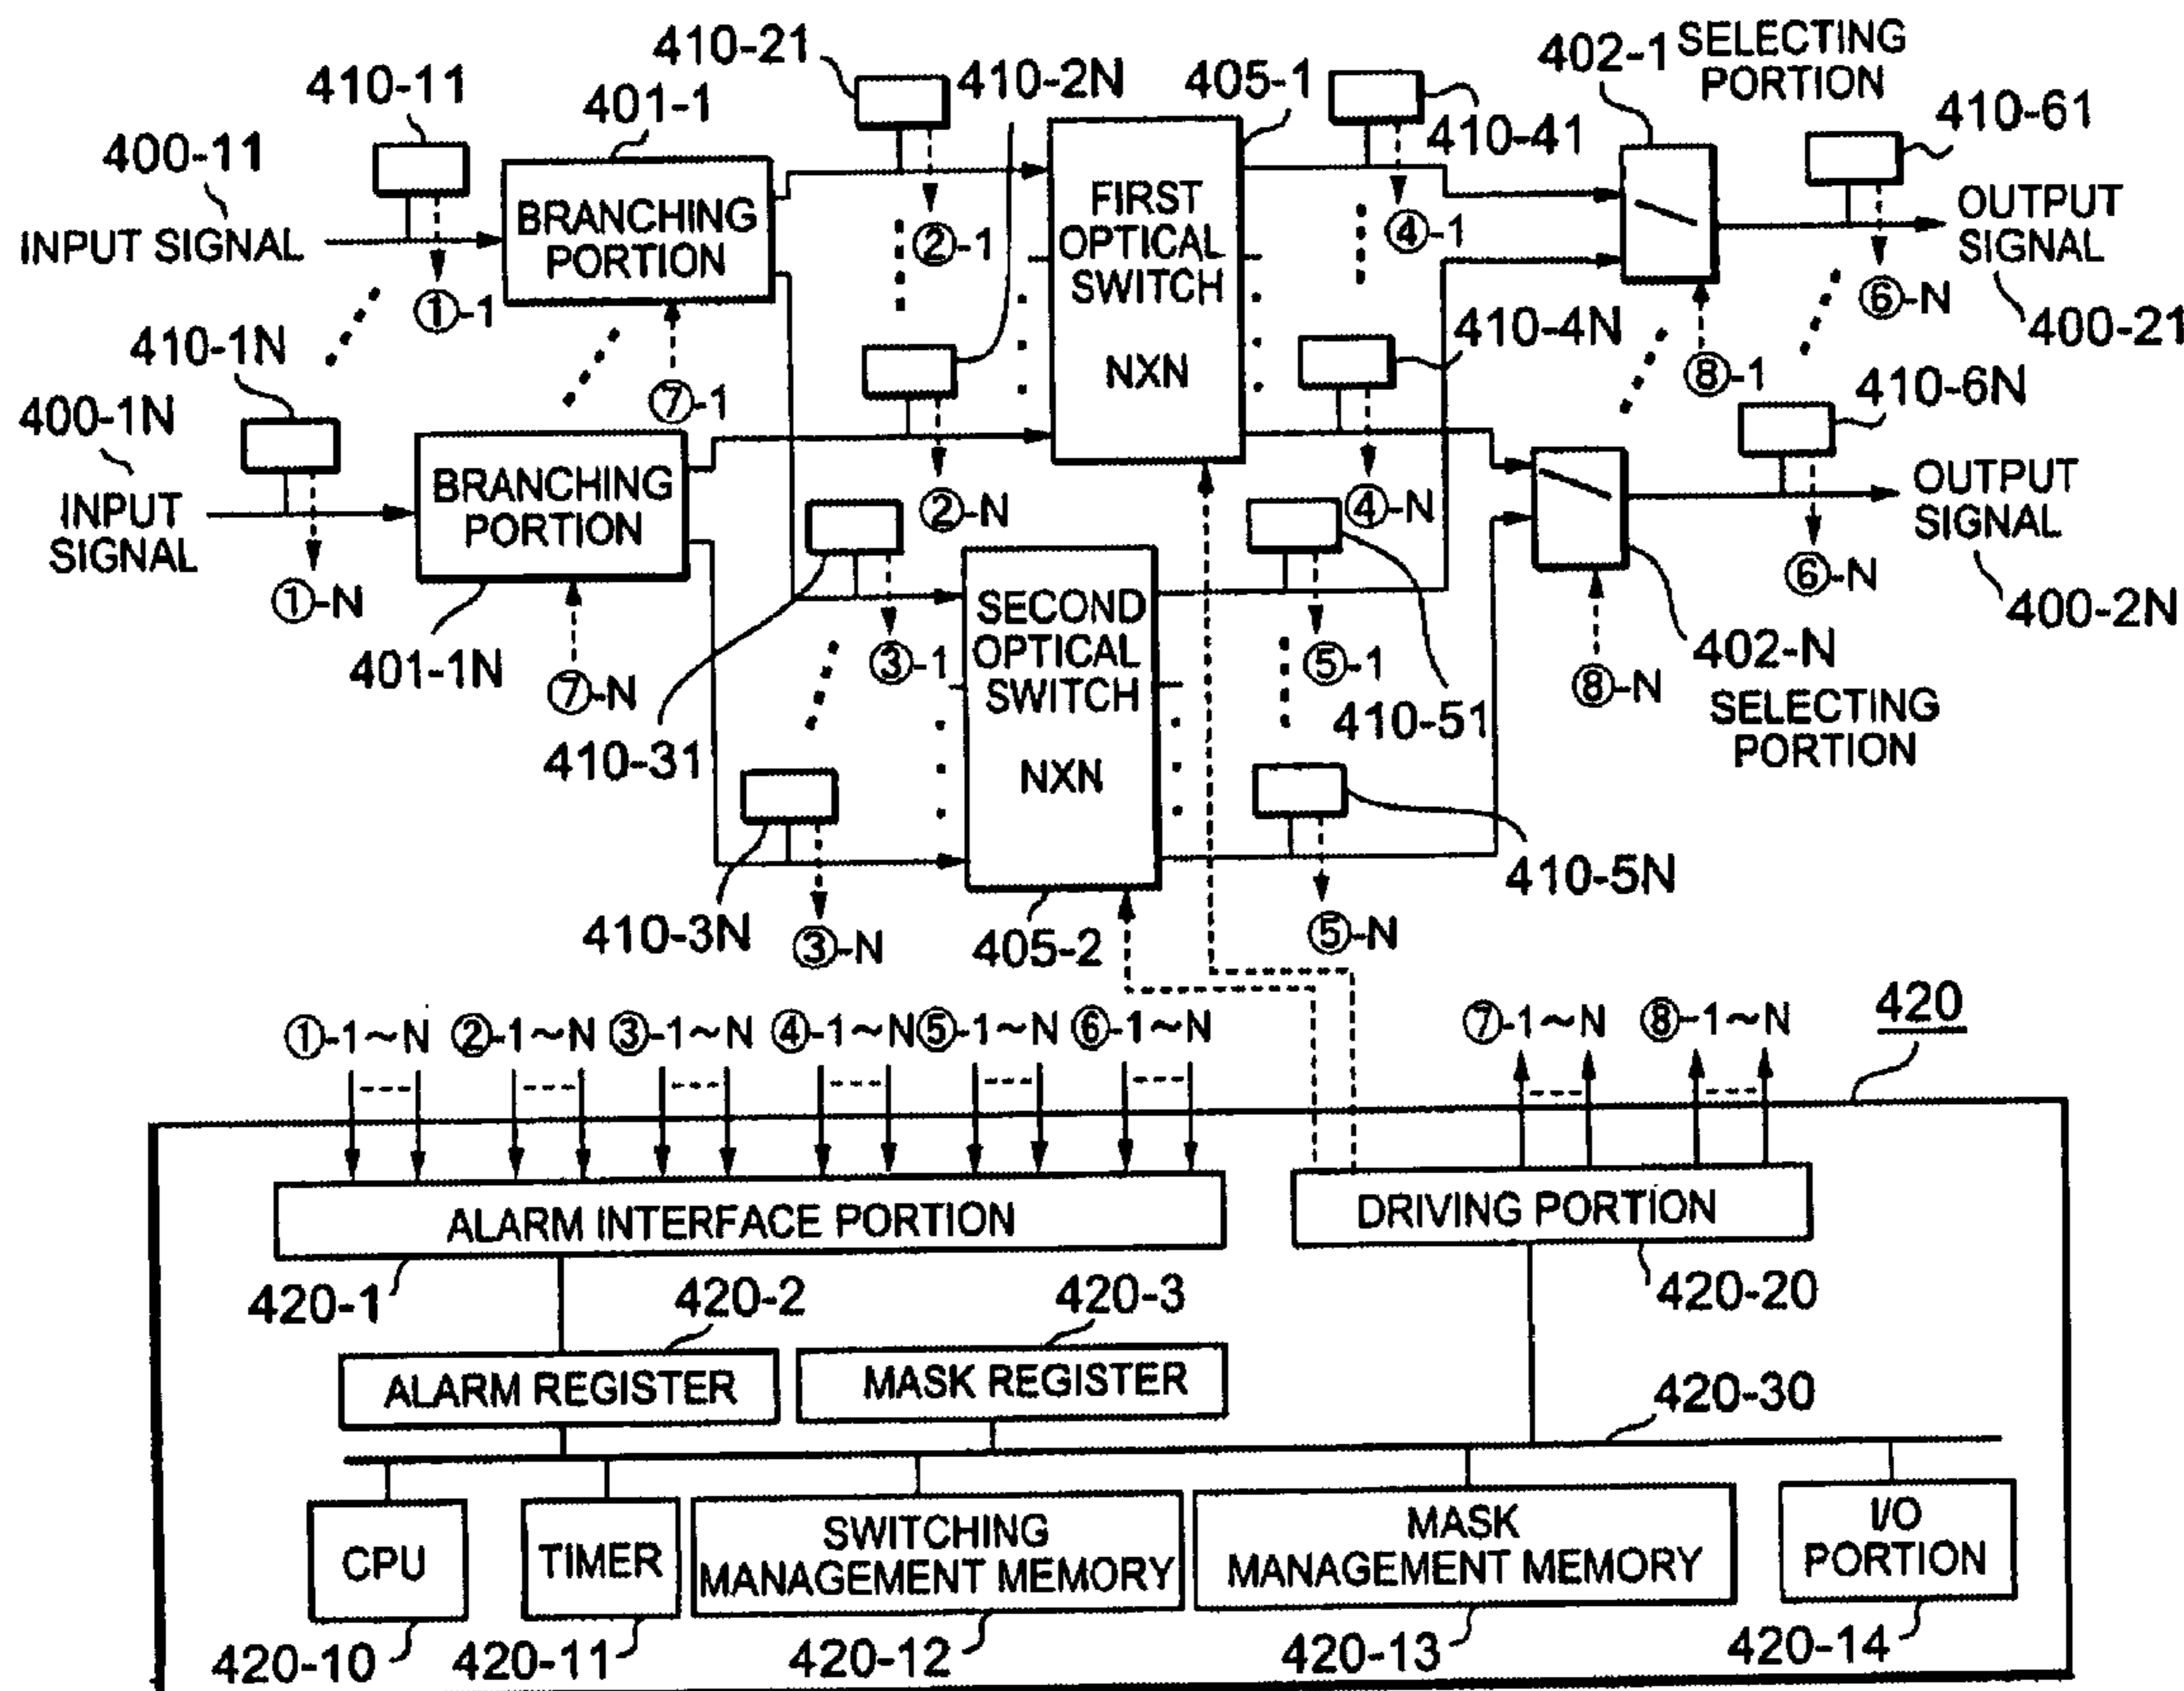 410-21
410-2N
405-1
402-1 SELECTING
PORTION
410-11
401-1
410-41
410-61
400-11
INPUT SIGNAL
BRANCHING
PORTION
FIRST
OPTICAL
SWITCH
NXN
OUTPUT
SIGNAL
①-1
②-1
④-1
⑥-N
400-21
410-1N
⑦-1
410-4N
⑧-1
410-6N
400-1N
INPUT
SIGNAL
BRANCHING
PORTION
②-N
④-N
OUTPUT
SIGNAL
①-N
⑥-N
400-2N
401-1N
⑦-N
③-1
SECOND
OPTICAL
SWITCH
NXN
⑤-1
⑧-N
402-N
SELECTING
PORTION
410-31
410-51
410-3N
③-N
405-2
⑤-N
410-5N
①-1~N ②-1~N ③-1~N ④-1~N ⑤-1~N ⑥-1~N
⑦-1~N ⑧-1~N
420
ALARM INTERFACE PORTION
DRIVING PORTION
420-1
420-2
420-3
420-20
ALARM REGISTER
MASK REGISTER
420-30
CPU
TIMER
SWITCHING
MANAGEMENT MEMORY
MASK
MANAGEMENT MEMORY
I/O
PORTION
420-10
420-11
420-12
420-13
420-14